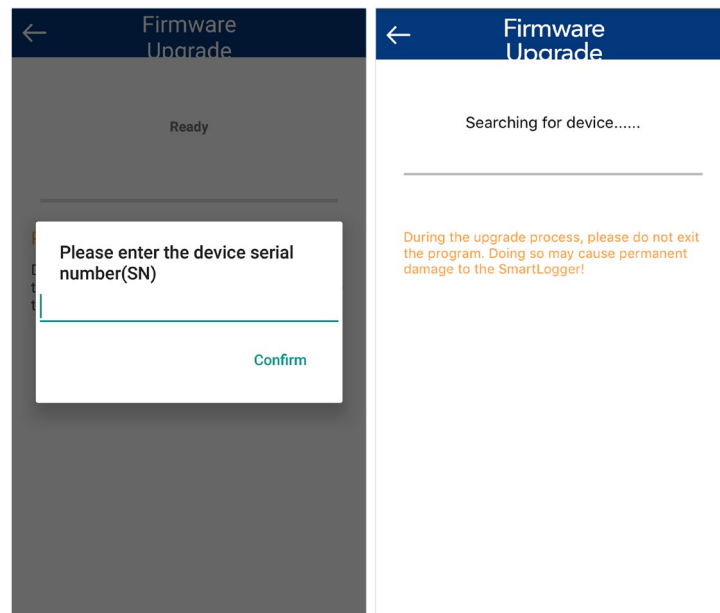 Firmware
Upgrade
Ready
Please enter the device serial
number(SN)
Confirm
Firmware
Upgrade
Searching for device......
During the upgrade process, please do not exit
the program. Doing so may cause permanent
damage to the SmartLogger!